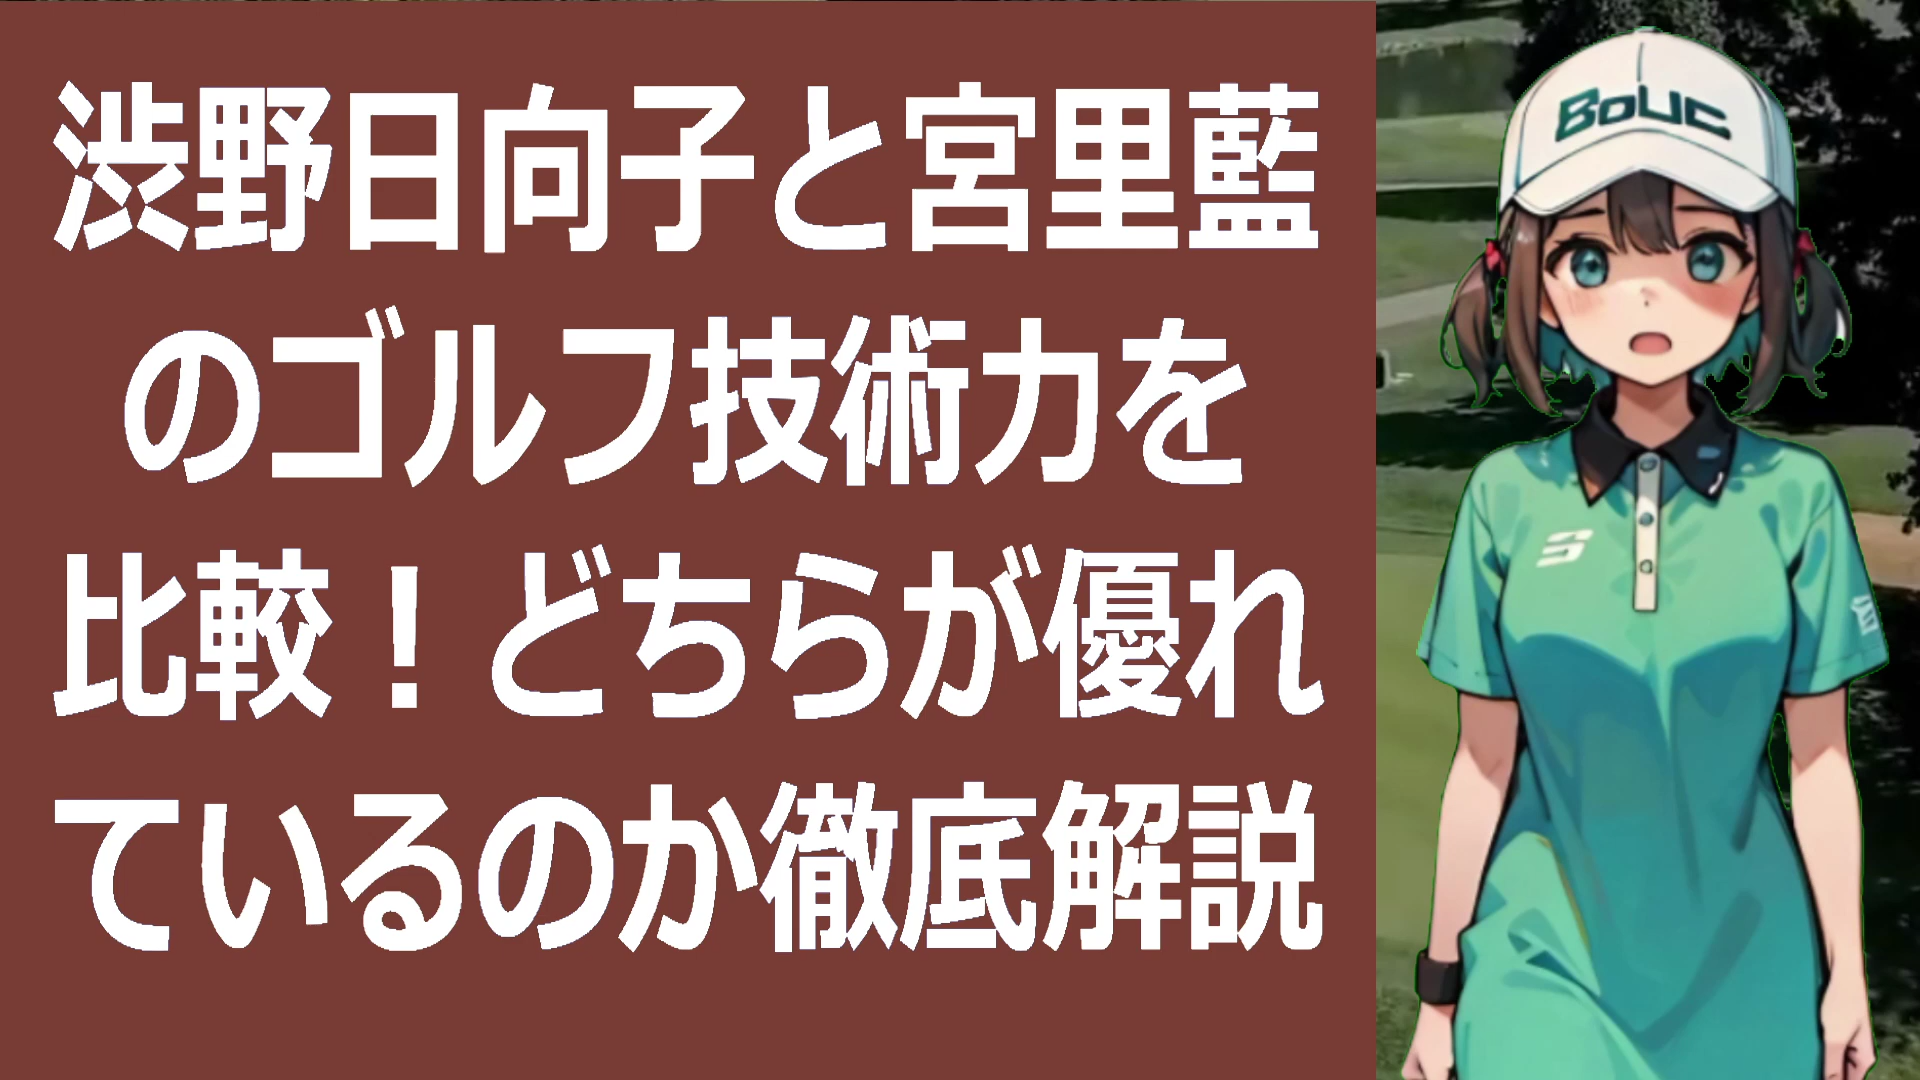 渋野日向子と宮里藍
のゴルフ技術力を
比較！どちらが優れ
ているのか徹底解説
BoUC
S